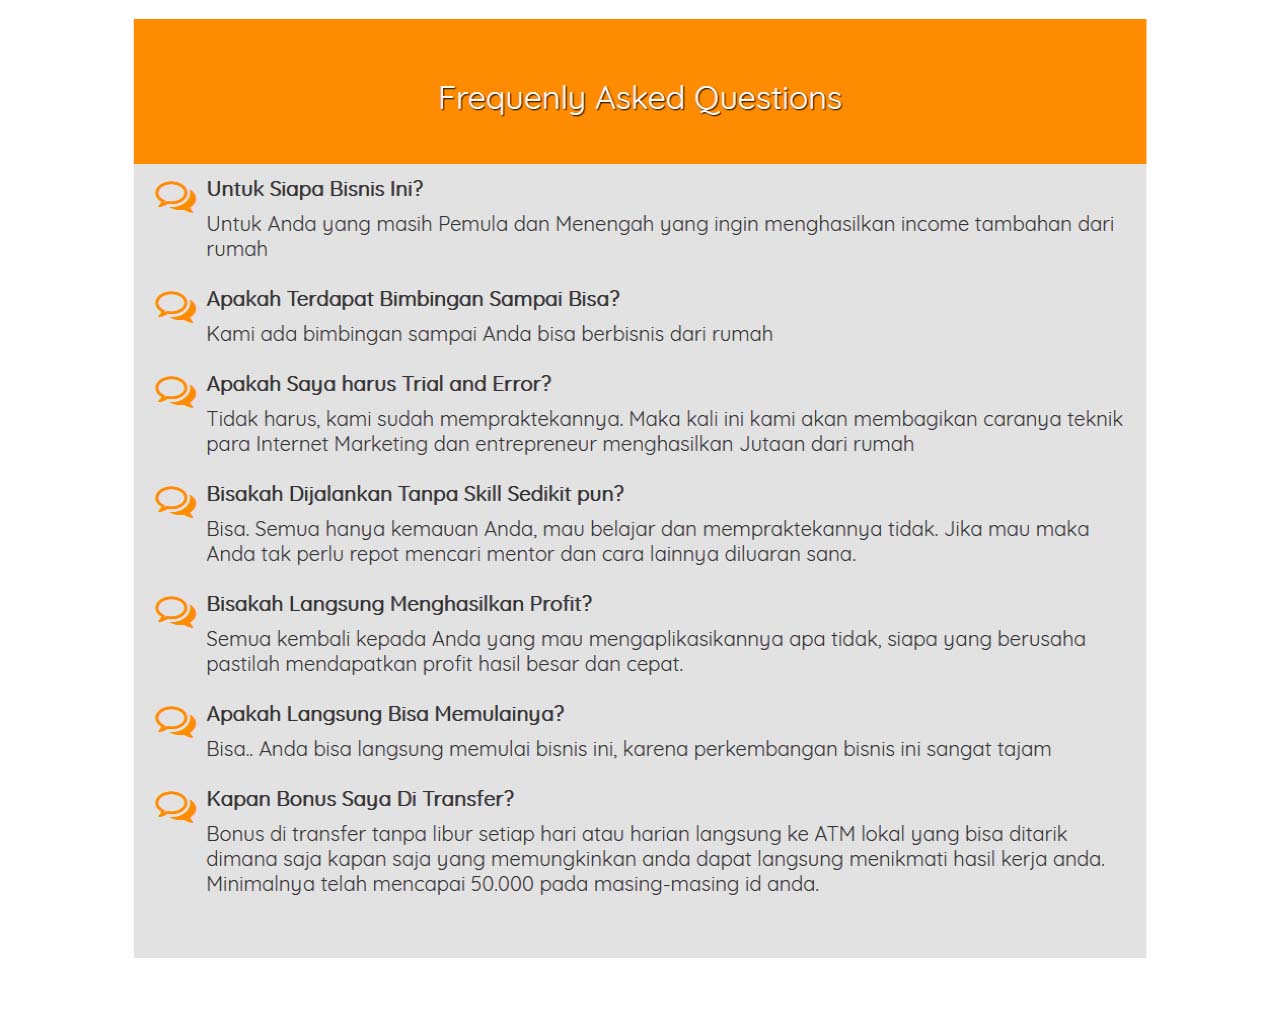 Frequenly Asked Questions
Untuk Siapa Bisnis Ini?
Untuk Anda yang masih Pemula dan Menengah yang ingin menghasilkan income tambahan dari
rumah
Apakah Terdapat Bimbingan Sampai Bisa?
Kami ada bimbingan sampai Anda bisa berbisnis dari rumah
Apakah Saya harus Trial and Error?
Tidak harus, kami sudah mempraktekannya. Maka kali ini kami akan membagikan caranya teknik
para Internet Marketing dan entrepreneur menghasilkan Jutaan dari rumah
Bisakah Dijalankan Tanpa Skill Sedikit pun?
Bisa. Semua hanya kemauan Anda, mau belajar dan mempraktekannya tidak. Jika mau maka
Anda tak perlu repot mencari mentor dan cara lainnya diluaran sana.
Bisakah Langsung Menghasilkan Profit?
Semua kembali kepada Anda yang mau mengaplikasikannya apa tidak, siapa yang berusaha
pastilah mendapatkan profit hasil besar dan cepat.
Apakah Langsung Bisa Memulainya?
Bisa.. Anda bisa langsung memulai bisnis ini, karena perkembangan bisnis ini sangat tajam
Kapan Bonus Saya Di Transfer?
Bonus di transfer tanpa libur setiap hari atau harian langsung ke ATM lokal yang bisa ditarik
dimana saja kapan saja yang memungkinkan anda dapat langsung menikmati hasil kerja anda.
Minimalnya telah mencapai 50.000 pada masing-masing id anda.